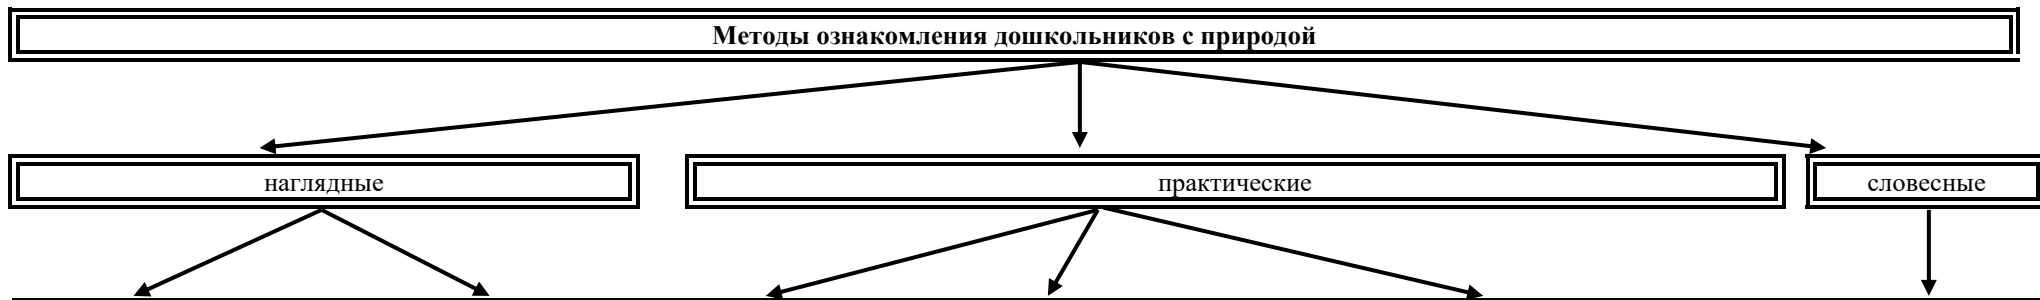 Методы ознакомления дошкольников с природой
наглядные
практические
словесные